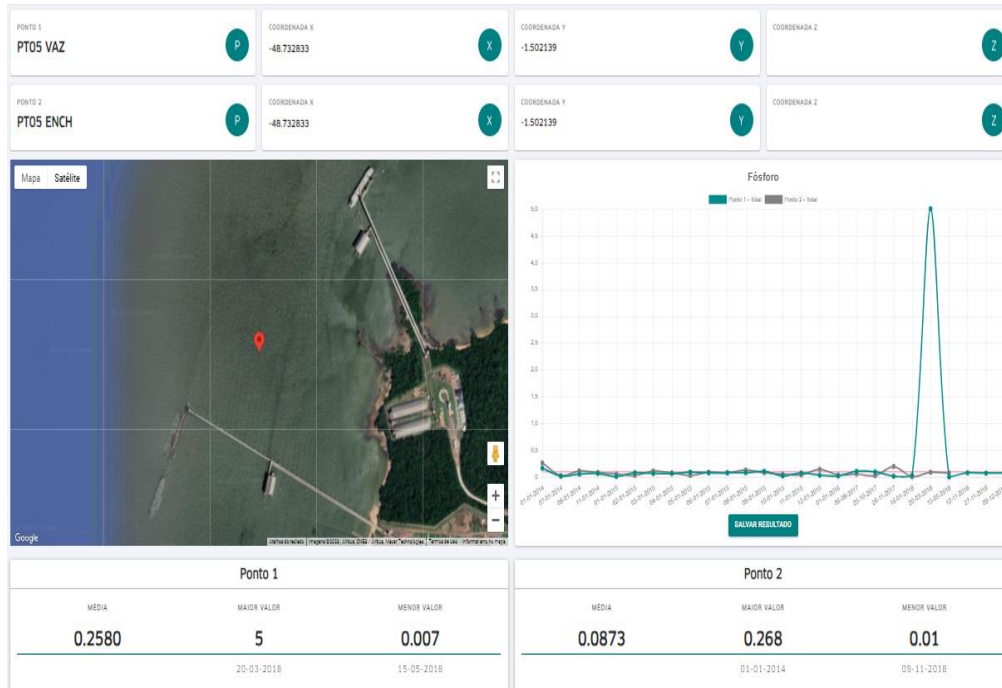 PONTO 1
PT05 VAZ
P
COORDENADA X
-48.732833
X
COORDENADA Y
-1.502139
Y
COORDENADA Z
Z
PONTO 2
PT05 ENCH
P
COORDENADA X
-48.732833
X
COORDENADA Y
-1.502139
Y
COORDENADA Z
Z
Mapa Satélite
Google
Termos de Uso
Fósforo
Ponto 1 - Total Ponto 2 - Total
5,0
4,5
4,0
3,5
3,0
2,5
2,0
1,5
1,0
0,5
0
SALVAR RESULTADO
Ponto 1
MÉDIA MAIOR VALOR MENOR VALOR
0.2580 5 0.007
20-03-2018 15-05-2018
Ponto 2
MÉDIA MAIOR VALOR MENOR VALOR
0.0873 0.268 0.01
01-01-2014 09-11-2018